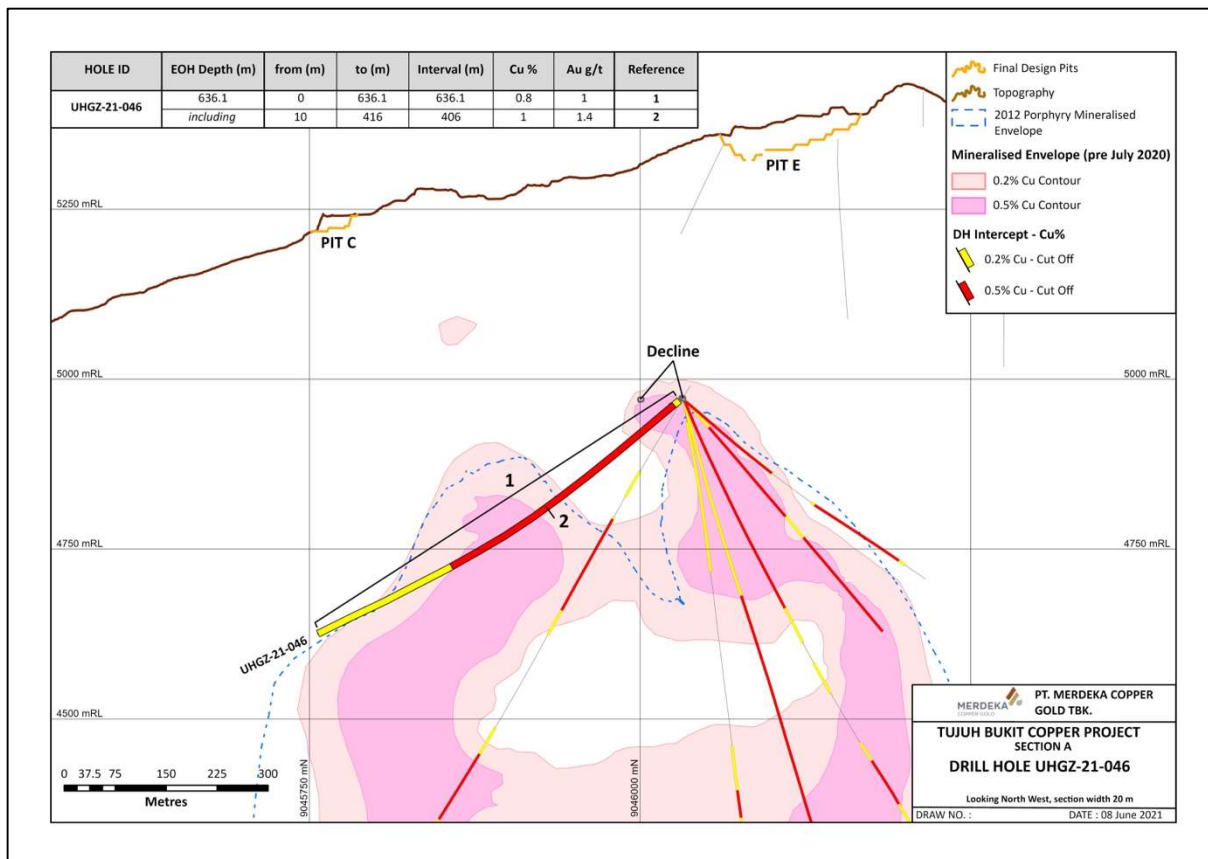 HOLE ID EOH Depth (m) from (m) to (m) Interval (m) Cu % Au g/t Reference
UHGZ-21-046 636.1 0 636.1 636.1 0.8 1 1
including 10 416 406 1 1.4 2
Final Design Pits
Topography
2012 Porphyry Mineralised
Envelope
Mineralised Envelope (pre July 2020)
0.2% Cu Contour
0.5% Cu Contour
DH Intercept - Cu%
0.2% Cu - Cut Off
0.5% Cu - Cut Off
PIT E
5250 mRL
PIT C
Decline
5000 mRL
5000 mRL
1
2
4750 mRL
4750 mRL
UHGZ-21-046
4500 mRL
0 37.5 75 150 225 300
Metres
9045750 mN
9046000 mN
MERDEKA
COPPER GOLD
PT. MERDEKA COPPER
GOLD TBK.
TUJUH BUKIT COPPER PROJECT
SECTION A
DRILL HOLE UHGZ-21-046
Looking North West, section width 20 m
DRAW NO. :
DATE : 08 June 2021